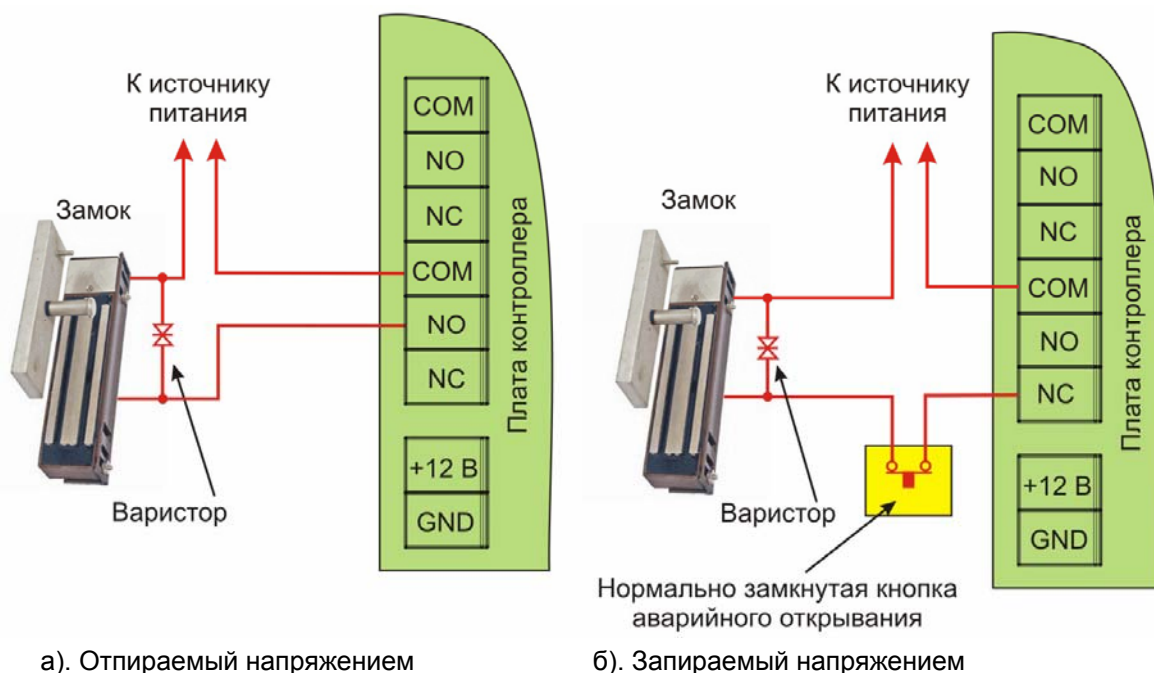 К источнику
питания
Замок
Варистор
COM
NO
NC
COM
NO
NC
+12 В
GND
Плата контроллера
а). Отпираемый напряжением
К источнику
питания
Замок
Варистор
Нормально замкнутая кнопка
аварийного открывания
COM
NO
NC
COM
NO
NC
+12 В
GND
Плата контроллера
б). Запираемый напряжением